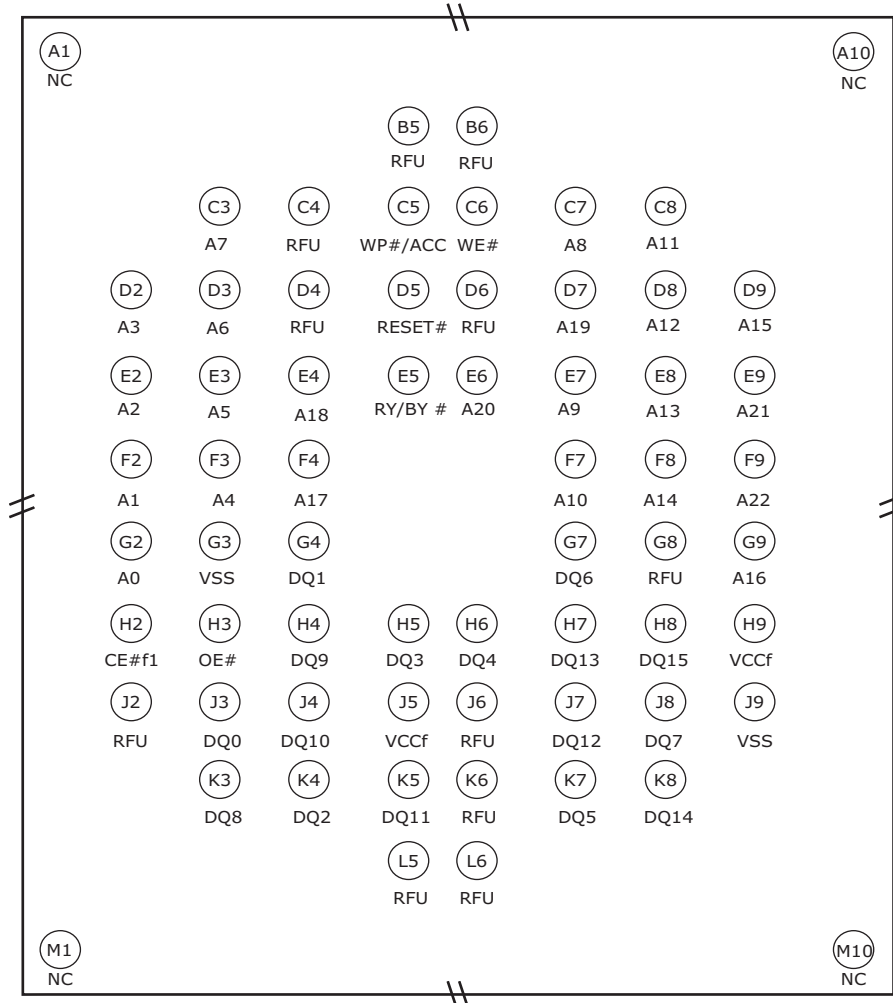 A1 A10
NC NC
B5 B6
RFU RFU
C3 C4 C5 C6 C7 C8
A7 RFU WP#/ACC WE# A8 A11
D2 D3 D4 D5 D6 D7 D8 D9
A3 A6 RFU RESET# RFU A19 A12 A15
E2 E3 E4 E5 E6 E7 E8 E9
A2 A5 A18 RY/BY # A20 A9 A13 A21
F2 F3 F4 F7 F8 F9
A1 A4 A17 A10 A14 A22
G2 G3 G4 G7 G8 G9
A0 VSS DQ1 DQ6 RFU A16
H2 H3 H4 H5 H6 H7 H8 H9
CE#f1 OE# DQ9 DQ3 DQ4 DQ13 DQ15 VCCf
J2 J3 J4 J5 J6 J7 J8 J9
RFU DQ0 DQ10 VCCf RFU DQ12 DQ7 VSS
K3 K4 K5 K6 K7 K8
DQ8 DQ2 DQ11 RFU DQ5 DQ14
L5 L6
RFU RFU
M1 M10
NC NC